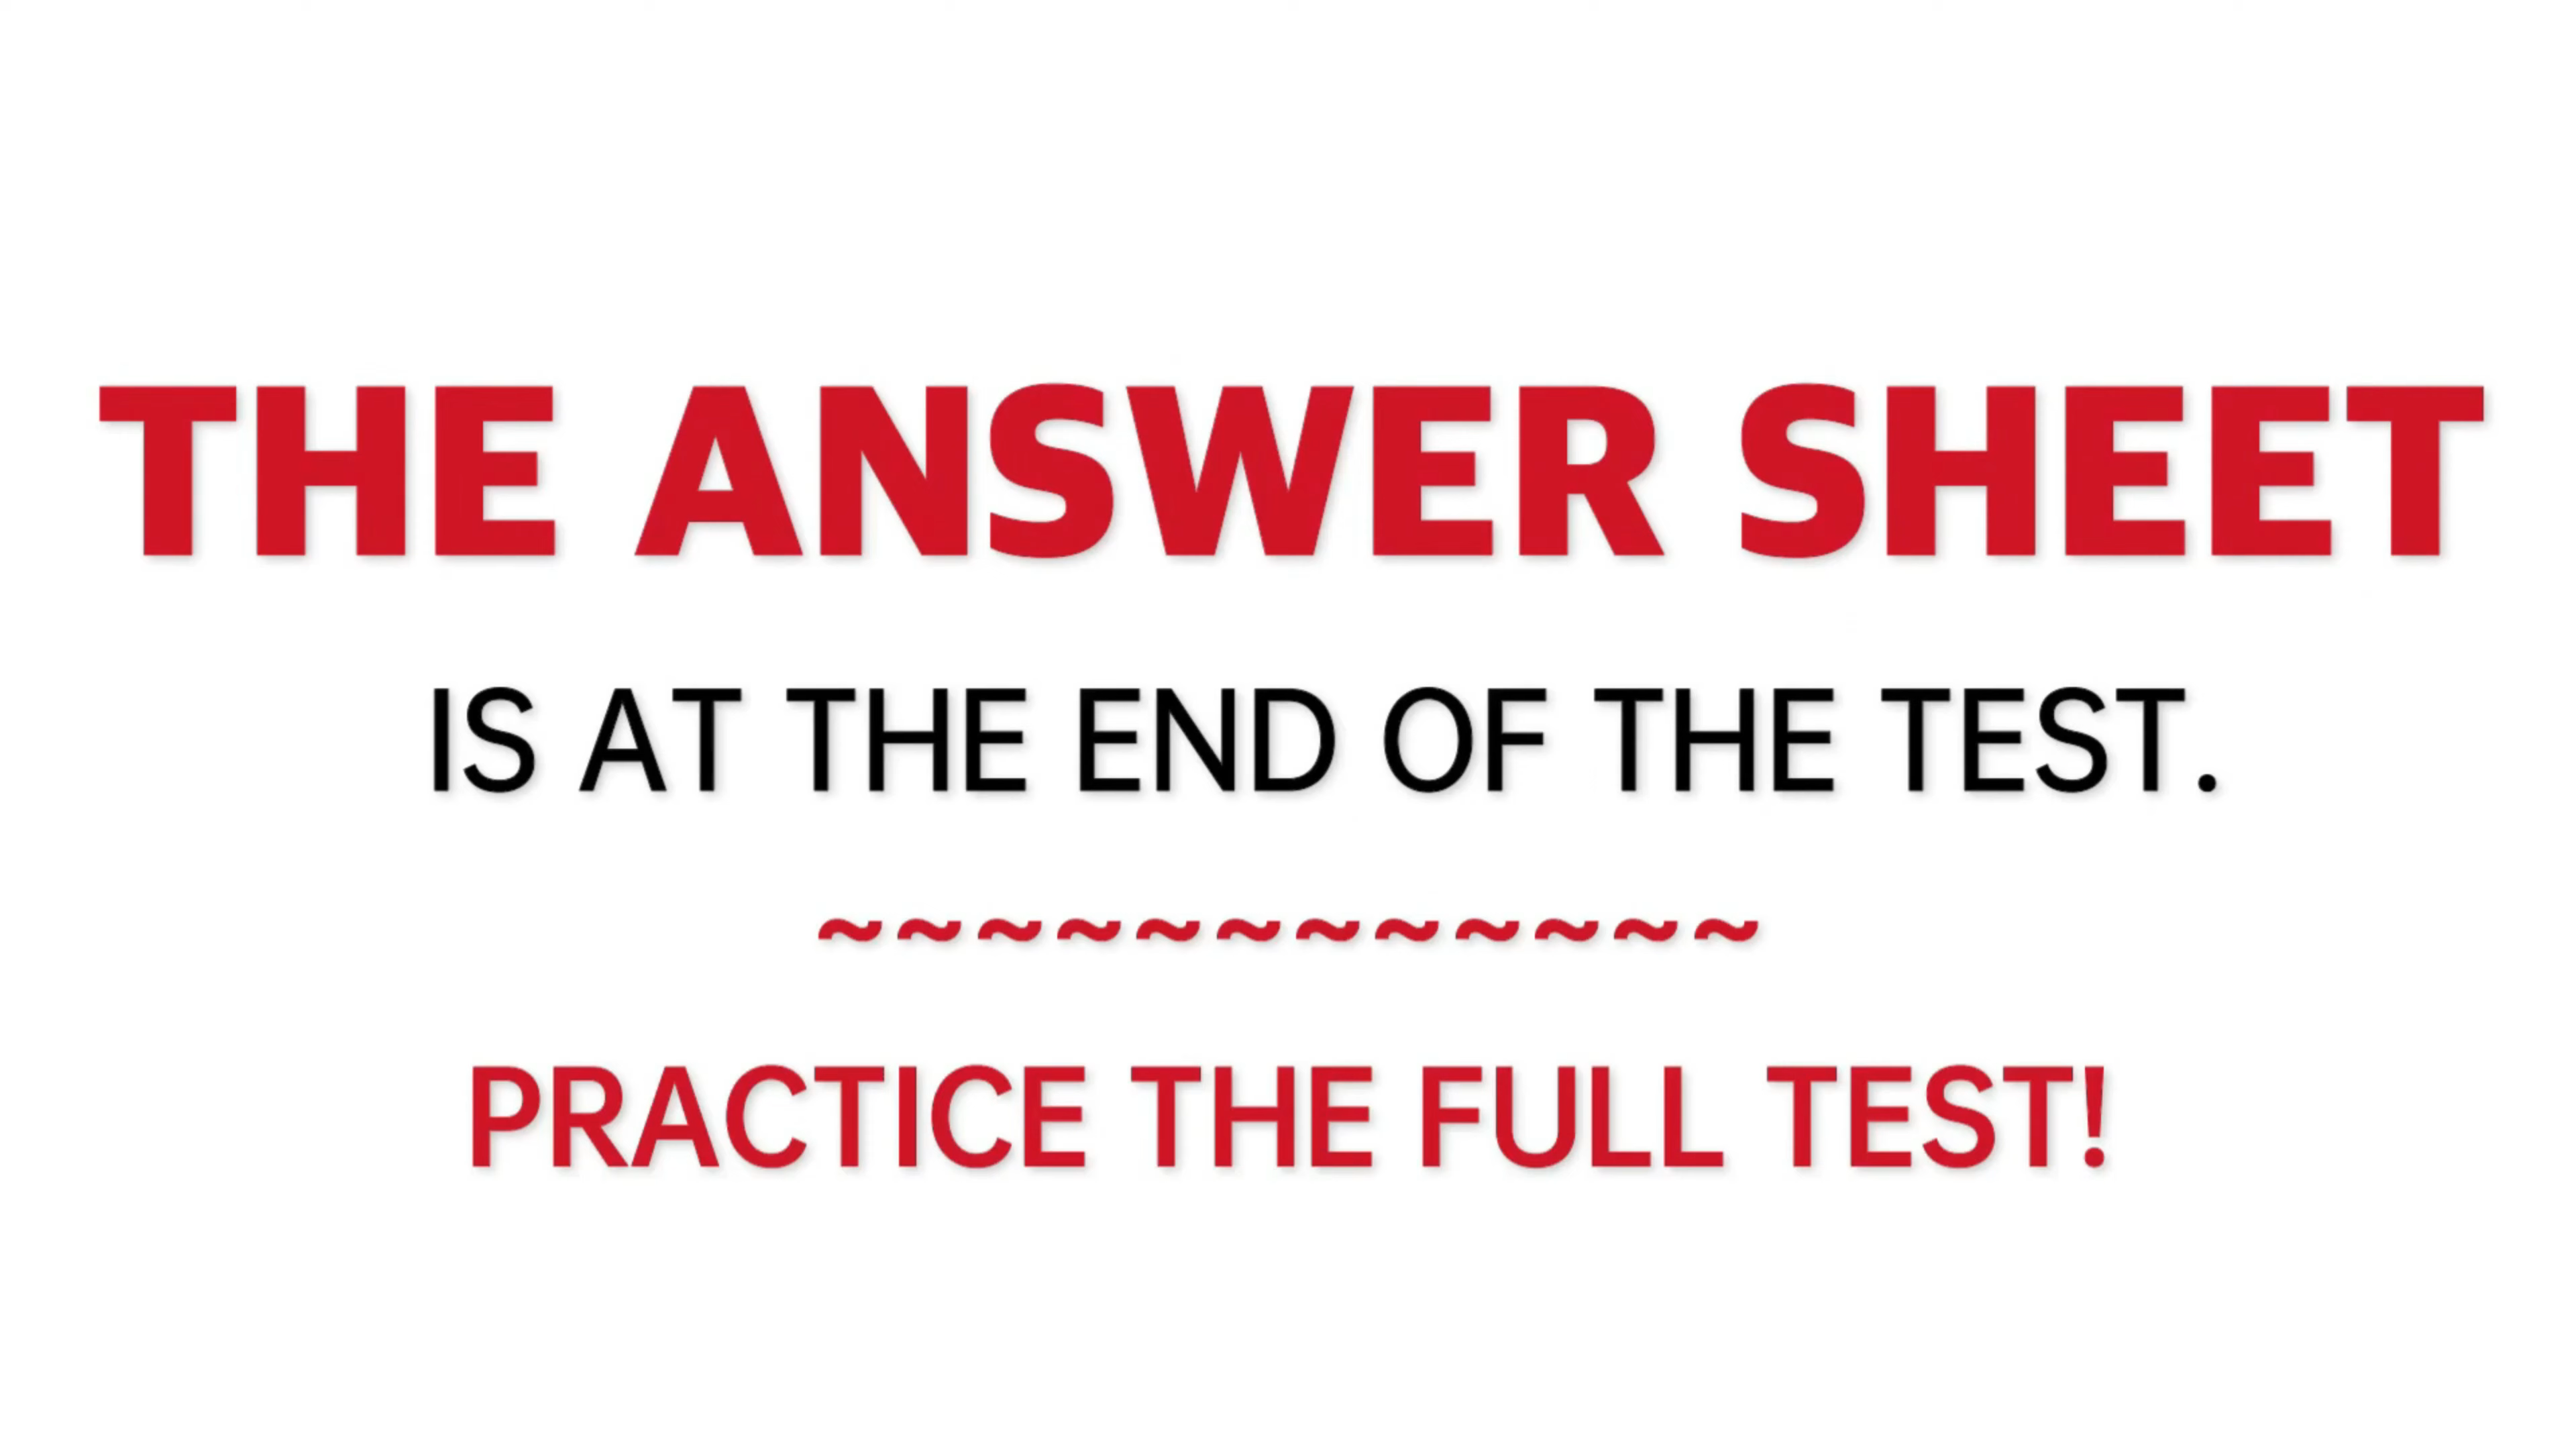 THE ANSWER SHEET
IS AT THE END OF THE TEST.
~~~~~~~~~~~~
PRACTICE THE FULL TEST!